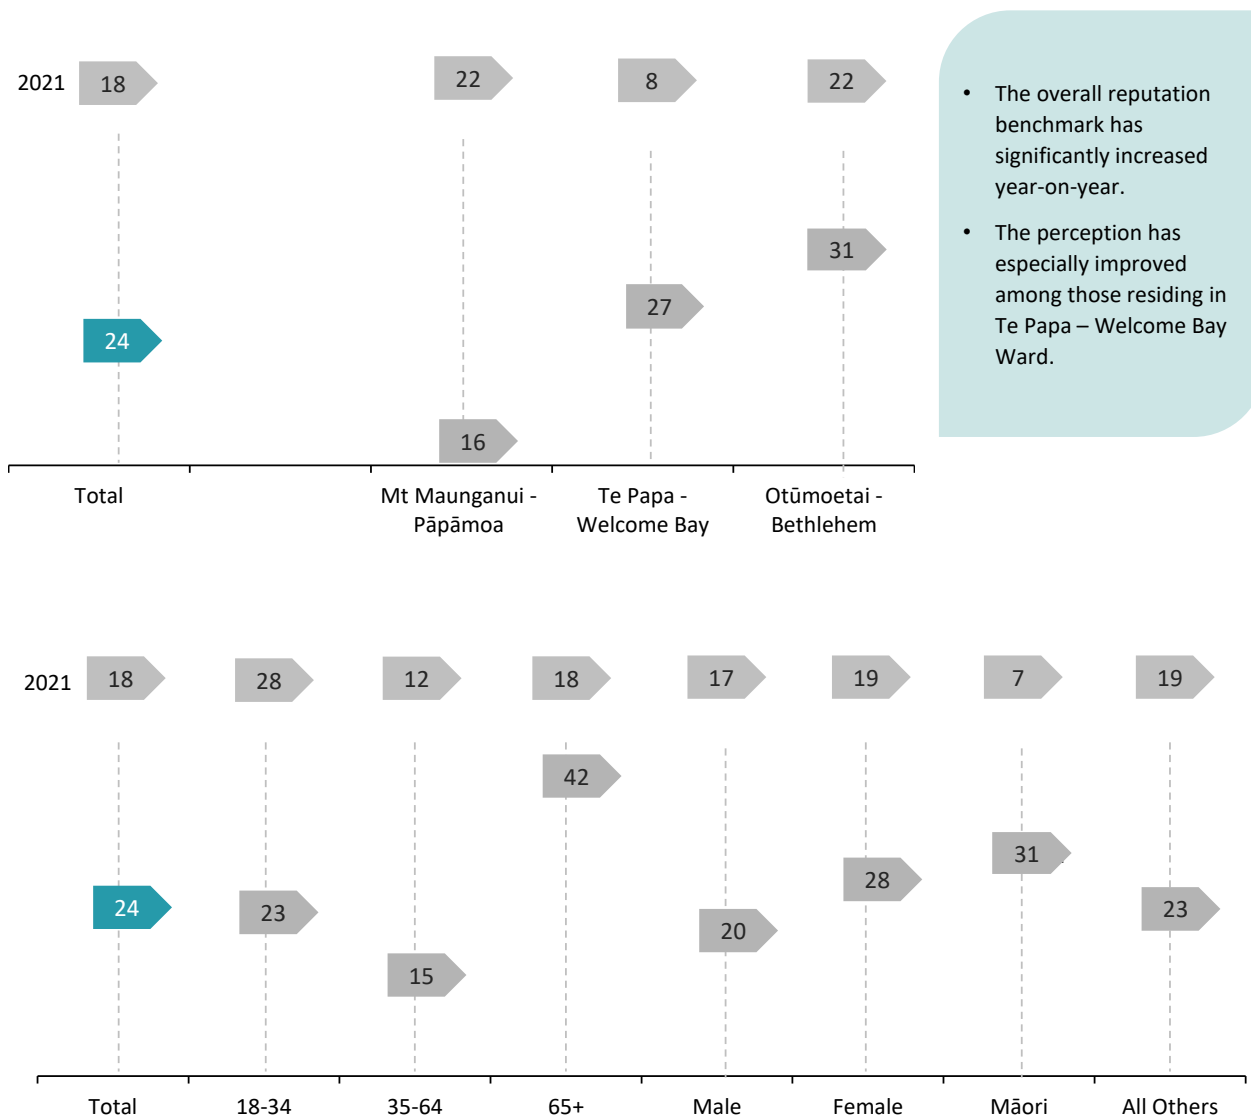 2021 18 22 8 22
31
27
24
16
Total Mt Maunganui - Te Papa - Otūmoetai -
Pāpāmoa Welcome Bay Bethlehem
• The overall reputation
benchmark has
significantly increased
year-on-year.
• The perception has
especially improved
among those residing in
Te Papa – Welcome Bay
Ward.
2021 18 28 12 18 17 19 7 19
42
31
28
24 23 23
20
15
Total 18-34 35-64 65+ Male Female Māori All Others